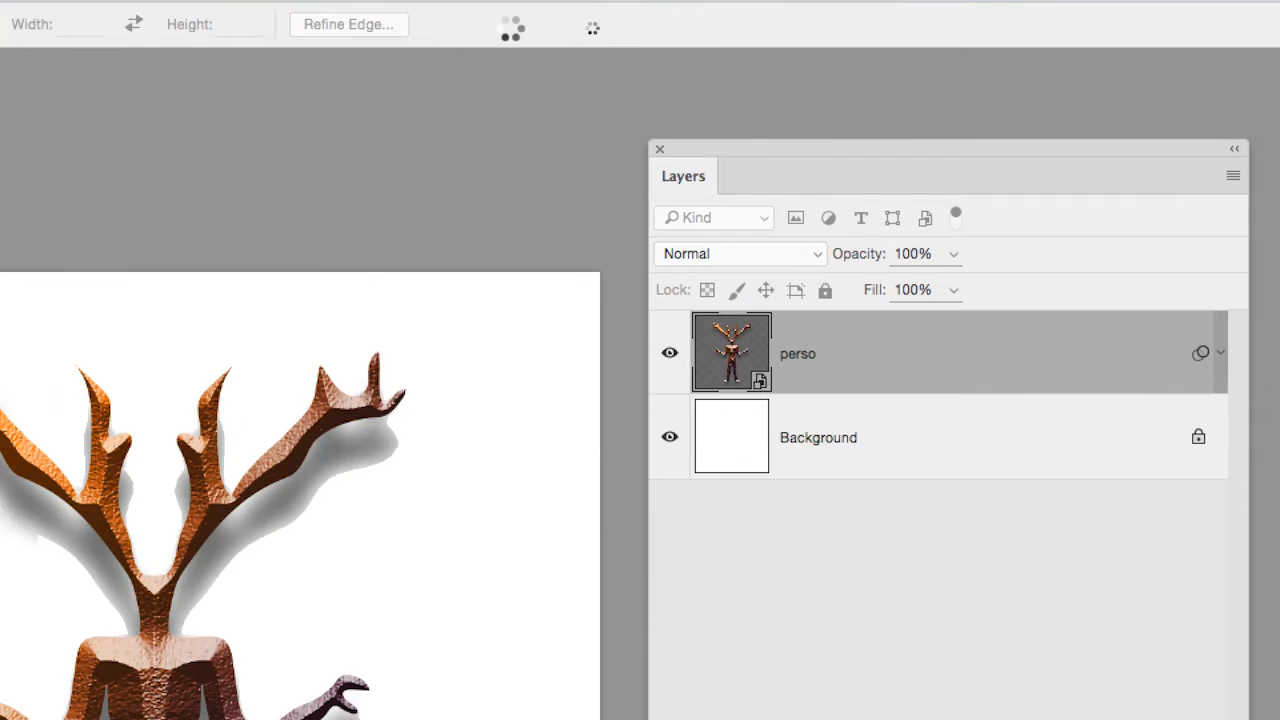 Width:
Height:
Refine Edge...
Layers
Kind
Normal
Opacity: 100%
Lock:
Fill: 100%
perso
Background